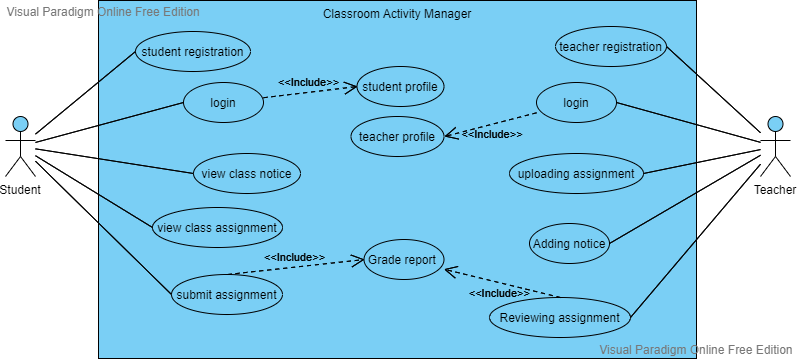 Visual Paradigm Online Free Edition
Classroom Activity Manager
student registration
teacher registration
<<Include>>
student profile
login
login
teacher profile
<<Include>>
view class notice
uploading assignment
Student
Teacher
view class assignment
Adding notice
<<Include>>
Grade report
submit assignment
<<Include>>
Reviewing assignment
Visual Paradigm Online Free Edition